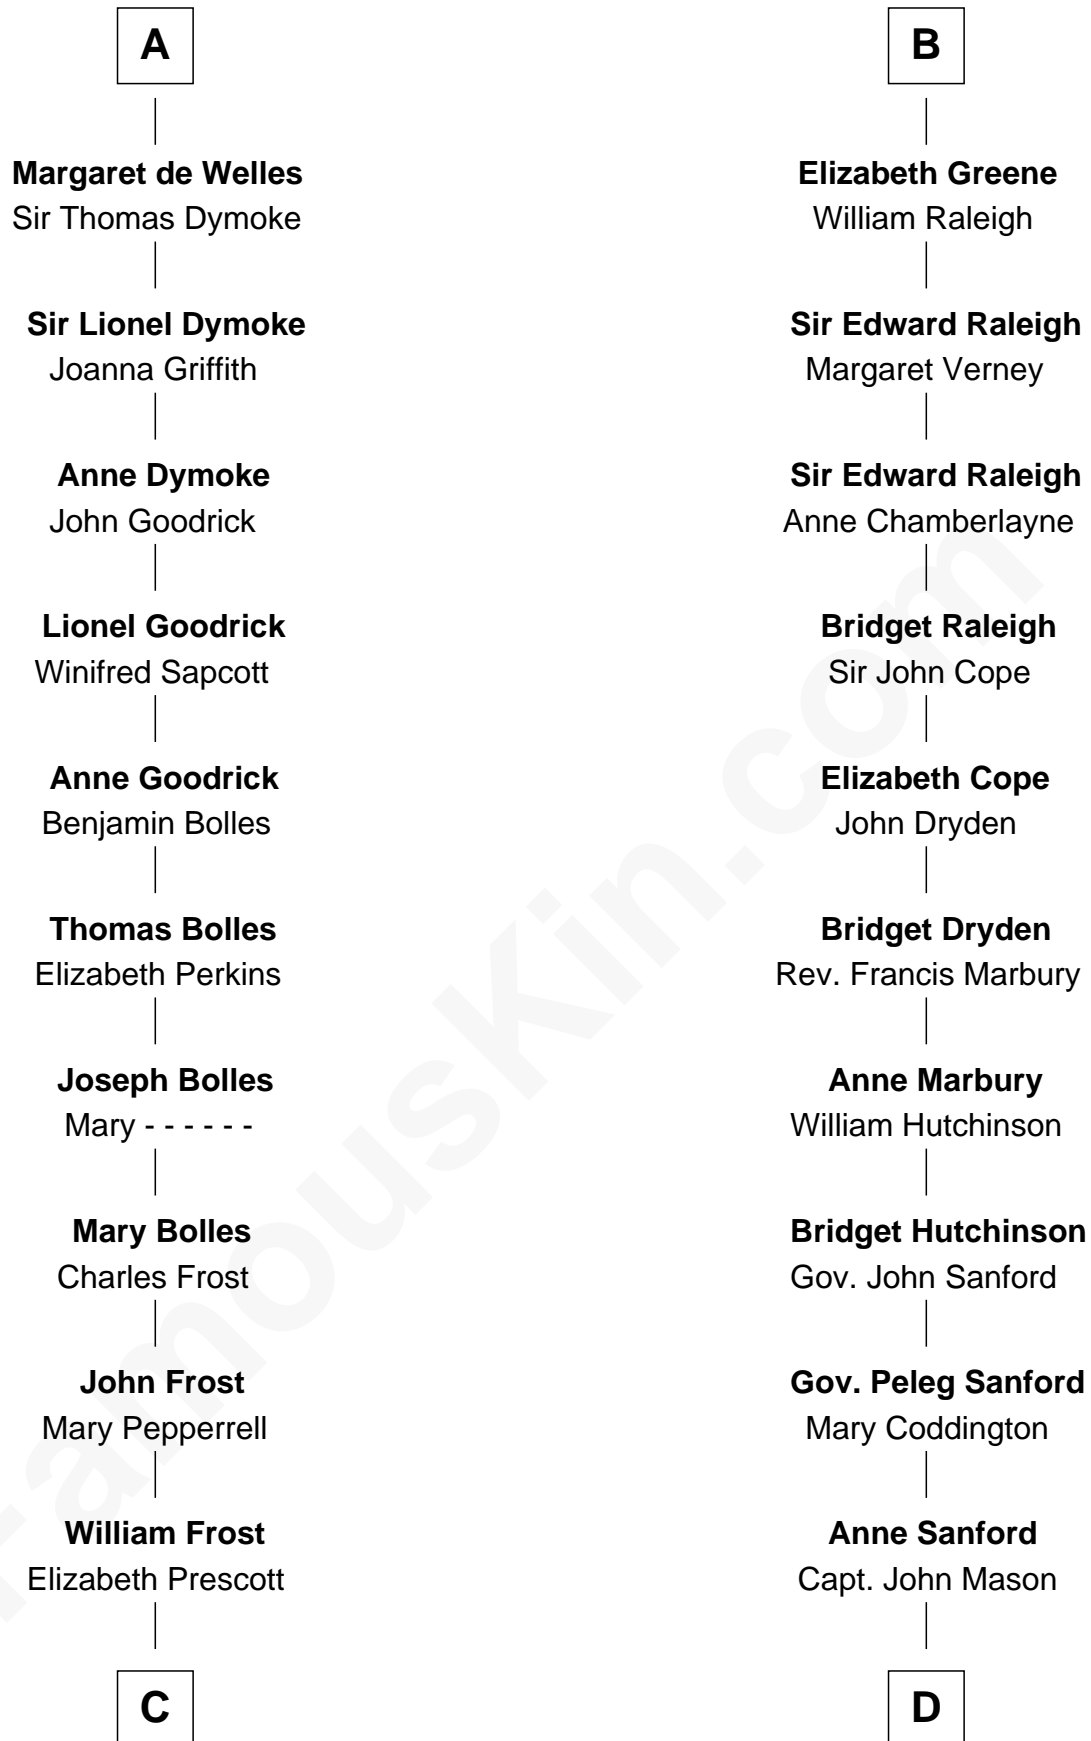 A
Margaret de Welles
Sir Thomas Dymoke
Sir Lionel Dymoke
Joanna Griffith
Anne Dymoke
John Goodrick
Lionel Goodrick
Winifred Sapcott
Anne Goodrick
Benjamin Bolles
Thomas Bolles
Elizabeth Perkins
Joseph Bolles
Mary - - - - - -
Mary Bolles
Charles Frost
John Frost
Mary Pepperrell
William Frost
Elizabeth Prescott
C
B
Elizabeth Greene
William Raleigh
Sir Edward Raleigh
Margaret Verney
Sir Edward Raleigh
Anne Chamberlayne
Bridget Raleigh
Sir John Cope
Elizabeth Cope
John Dryden
Bridget Dryden
Rev. Francis Marbury
Anne Marbury
William Hutchinson
Bridget Hutchinson
Gov. John Sanford
Gov. Peleg Sanford
Mary Coddington
Anne Sanford
Capt. John Mason
D
FamousKin.com